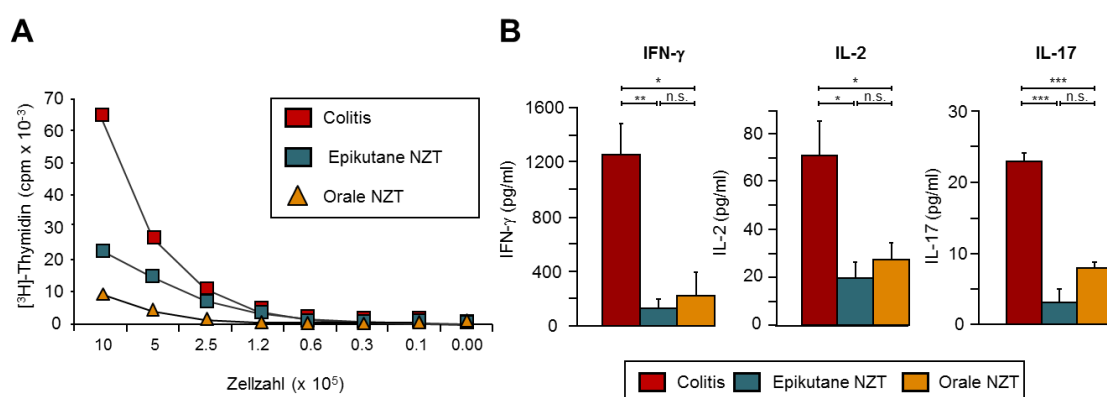 A
[³H]-Thymidin (cpm x 10⁻³)
70
60
50
40
30
20
10
0
10 5 2.5 1.2 0.6 0.3 0.1 0.00
Zellzahl (x 10⁵)
Colitis
Epikutane NZT
Orale NZT
B
IFN-γ
*
** n.s.
IFN-γ (pg/ml)
1600
1200
800
400
0
IL-2
*
* n.s.
IL-2 (pg/ml)
80
60
40
20
0
IL-17
***
*** n.s.
IL-17 (pg/ml)
30
20
10
0
Colitis Epikutane NZT Orale NZT